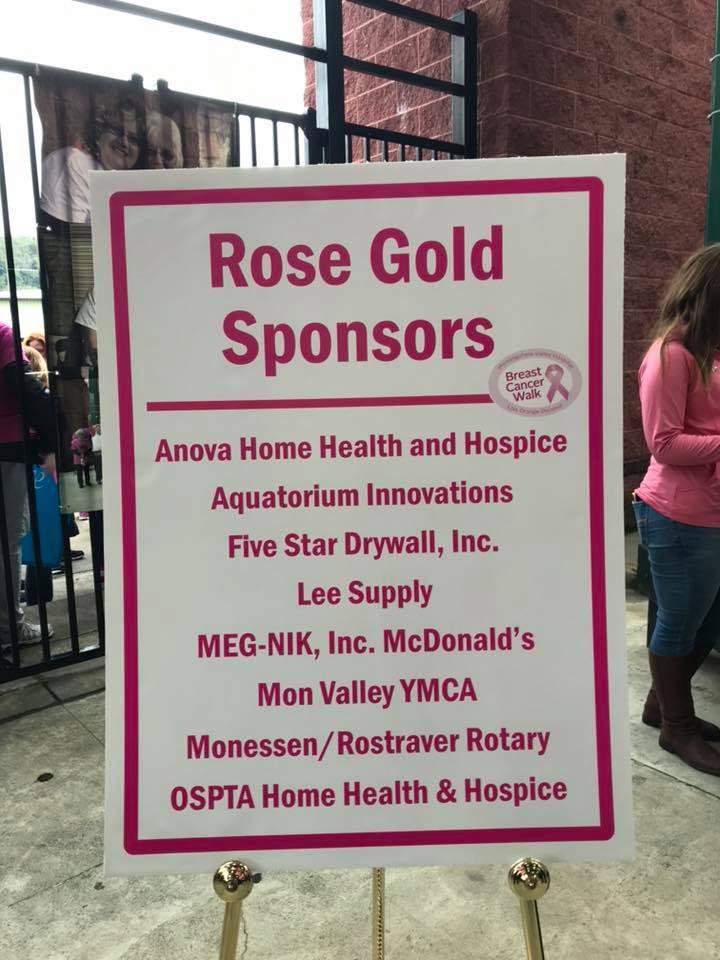 Rose Gold
Sponsors
Breast
Cancer
Walk
Anova Home Health and Hospice
Aquatorium Innovations
Five Star Drywall, Inc.
Lee Supply
MEG-NIK, Inc. McDonald's
Mon Valley YMCA
Monessen/Rostraver Rotary
OSPTA Home Health & Hospice